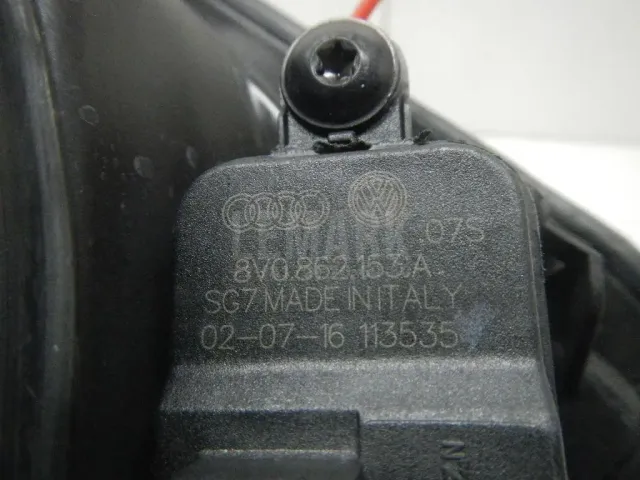 .07S
8V0.862.153.A
SG7 MADE IN ITALY
02-07-16 113535